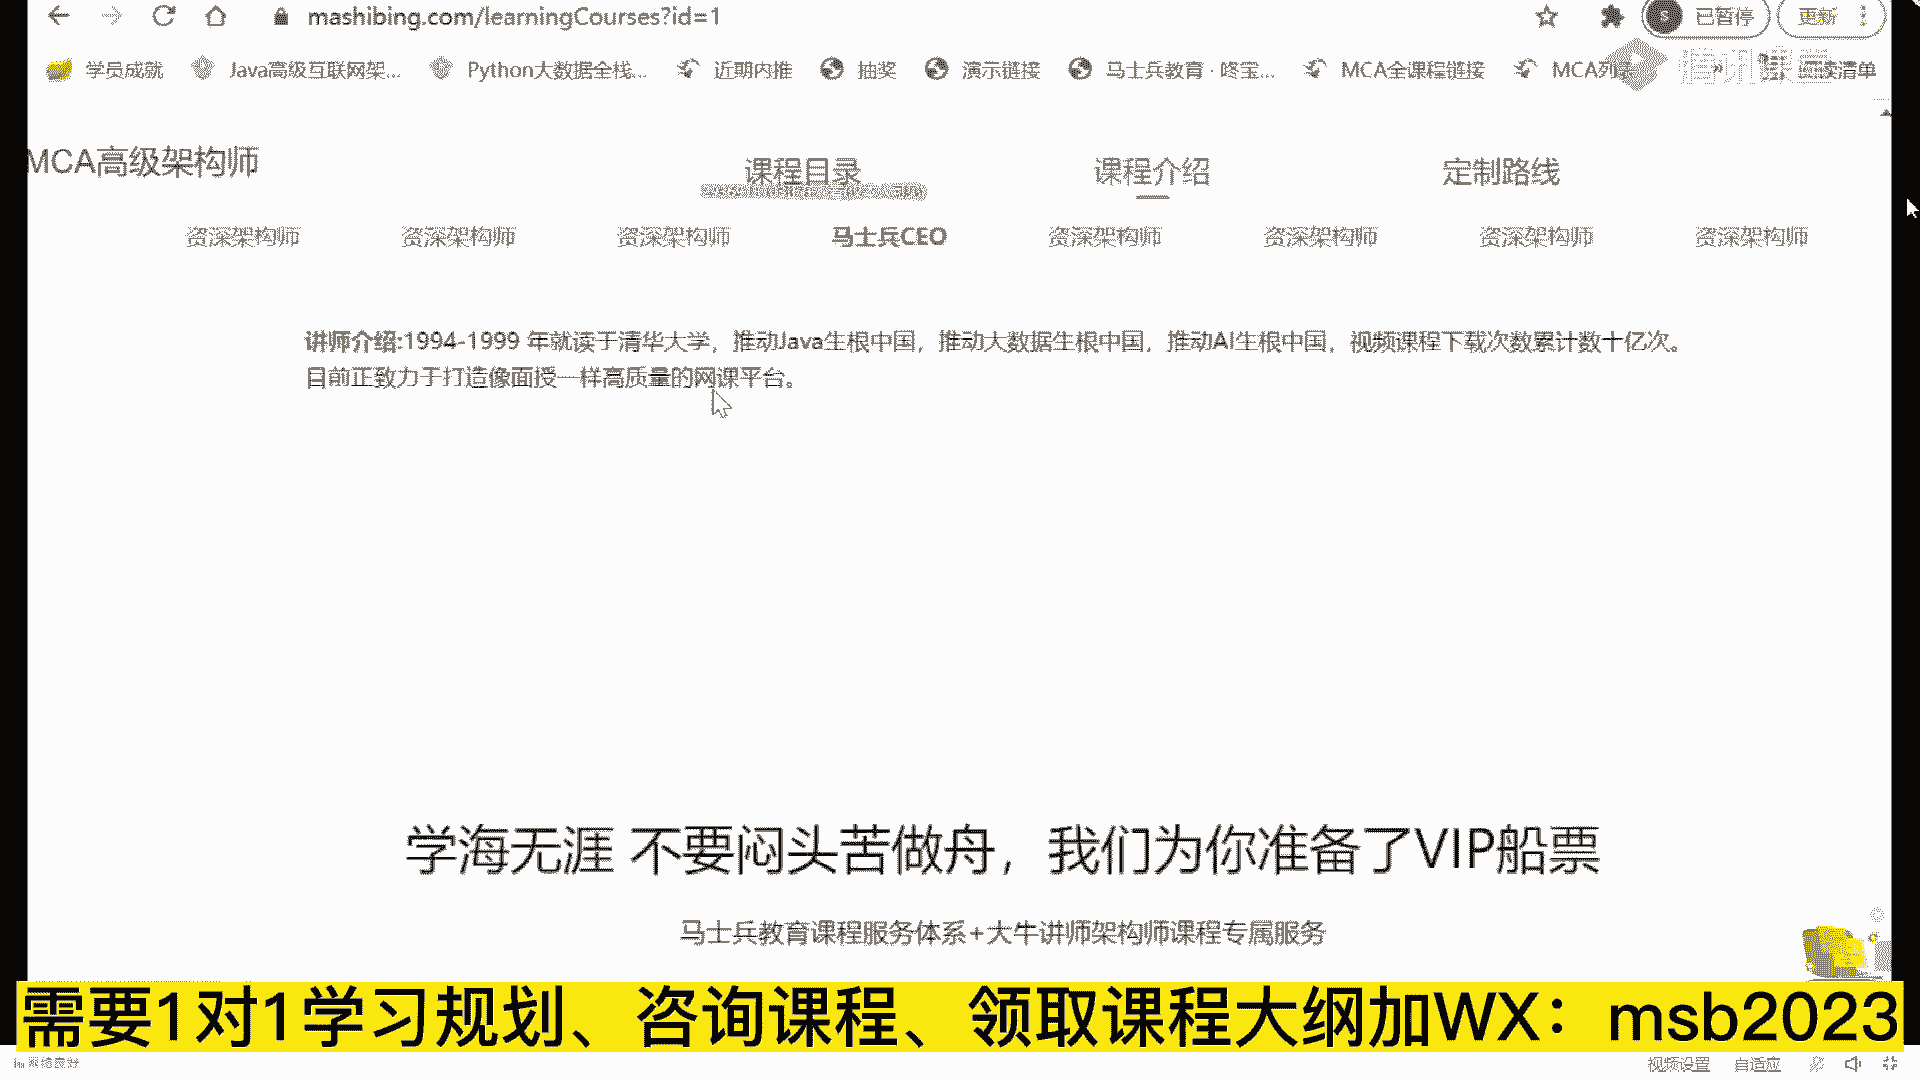 mashibing.com/learningCourses?id=1 已暂停 更新
学员成就 Java高级互联网架... Python大数据全栈... 近期内推 抽奖 演示链接 马士兵教育 · 咚宝... MCA全课程链接 MCA列 清单
腾讯课堂
MCA高级架构师 课程目录 课程介绍 定制路线
资深架构师 资深架构师 资深架构师 马士兵CEO 资深架构师 资深架构师 资深架构师 资深架构师
讲师介绍:1994-1999 年就读于清华大学，推动Java生根中国，推动大数据生根中国，推动AI生根中国，视频课程下载次数累计数十亿次。
目前正致力于打造像面授一样高质量的网课平台。
学海无涯 不要闷头苦做舟，我们为你准备了VIP船票
马士兵教育课程服务体系+大牛讲师架构师课程专属服务
需要1对1学习规划、咨询课程、领取课程大纲加WX：msb2023
网络良好 视频设置 自适应